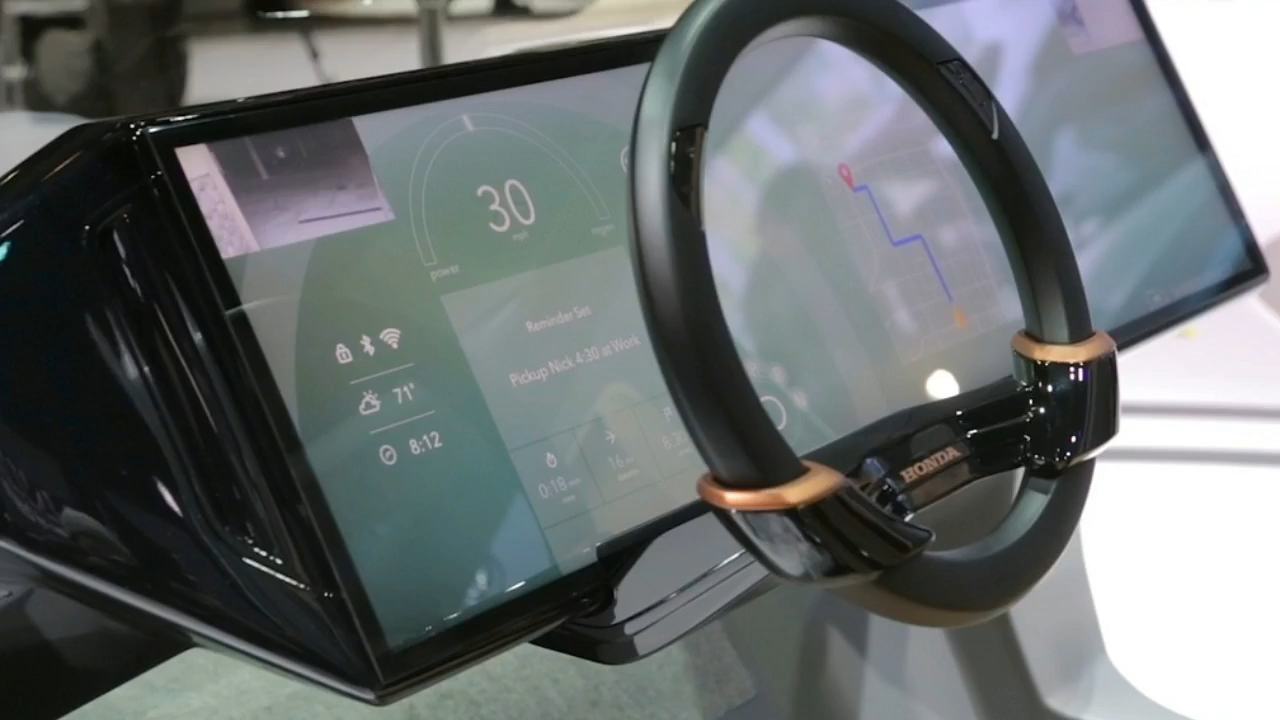 30
mph
power
regen
Reminder Set
Pickup Nick 4:30 at Work
71°
8:12
0:18
16
HONDA